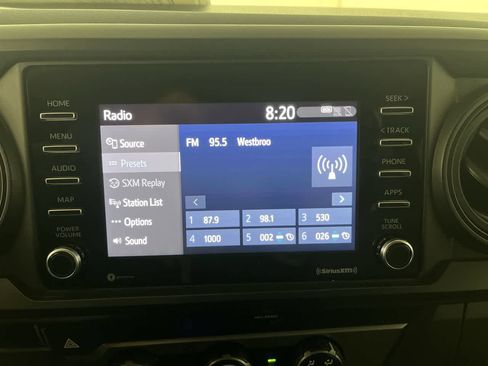 HOME
MENU
AUDIO
MAP
POWER
VOLUME
Radio 8:20
Source
Presets
SXM Replay
Station List
Options
Sound
FM 95.5 Westbroo
1 87.9 2 98.1 3 530
4 1000 5 002 6 026
SEEK >
< TRACK
PHONE
APPS
TUNE
SCROLL
SiriusXM